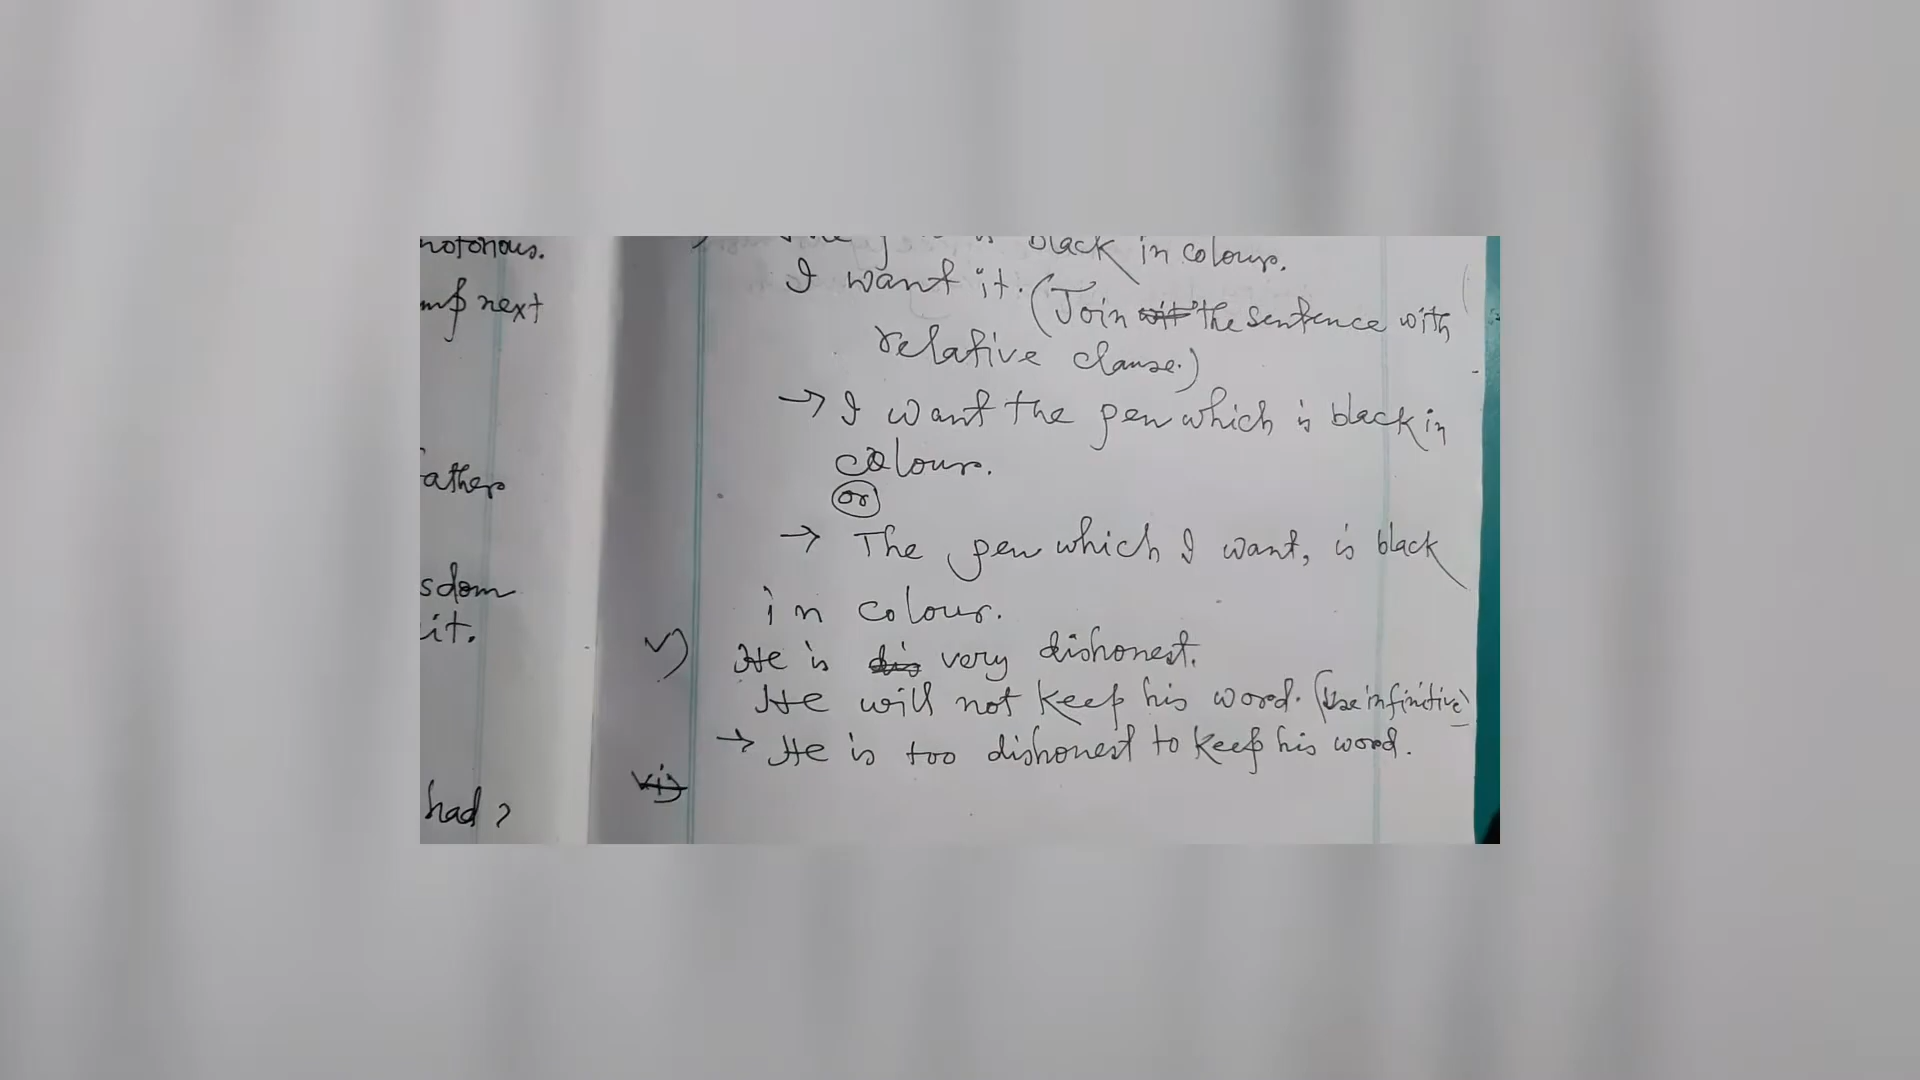 notorious.
next
sdom
it.
had ?
black in colour.
I want it. (Join the sentence with
relative clause.)
→ I want the pen which is black in
colour.
or
→ The pen which I want, is black
in colour.
v) He is very dishonest.
He will not keep his word. (Use infinitive)
→ He is too dishonest to keep his word.
vi)